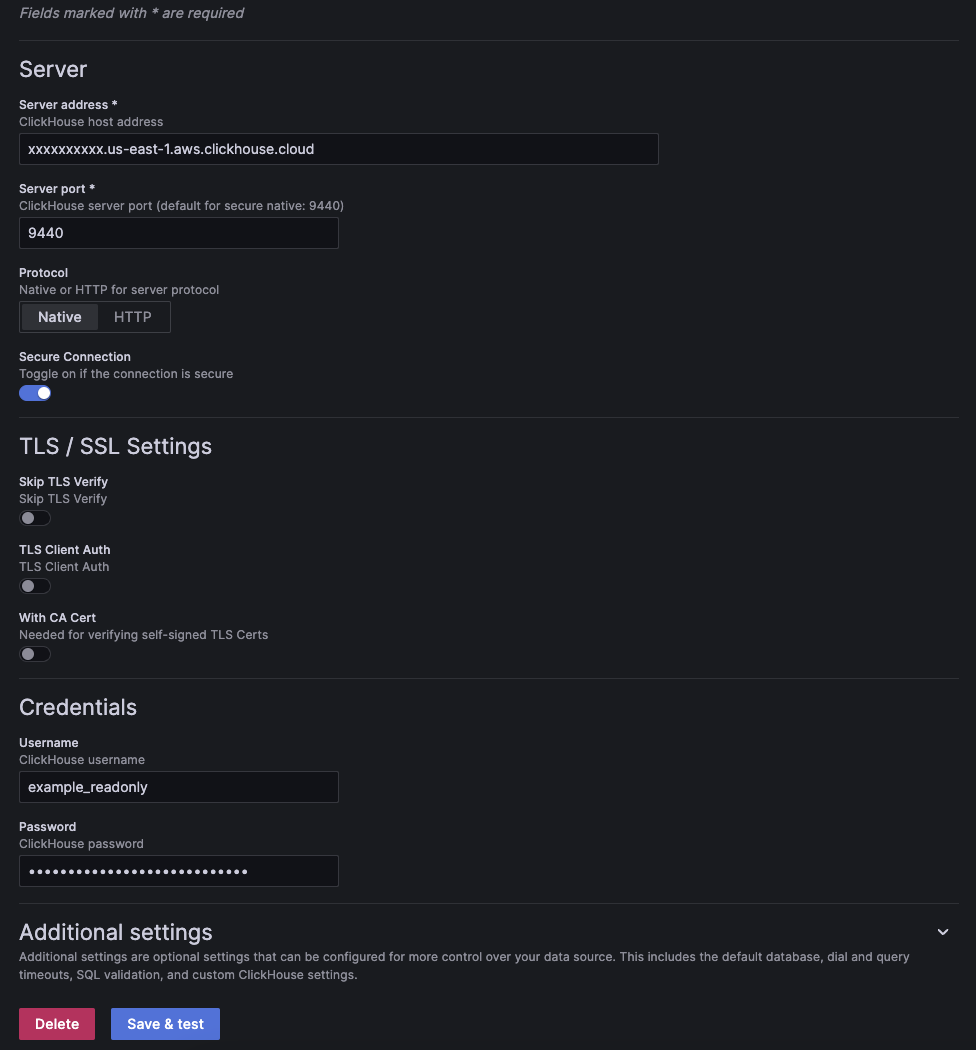 Fields marked with * are required
Server
Server address *
ClickHouse host address
xxxxxxxxxx.us-east-1.aws.clickhouse.cloud
Server port *
ClickHouse server port (default for secure native: 9440)
9440
Protocol
Native or HTTP for server protocol
Native HTTP
Secure Connection
Toggle on if the connection is secure
TLS / SSL Settings
Skip TLS Verify
Skip TLS Verify
TLS Client Auth
TLS Client Auth
With CA Cert
Needed for verifying self-signed TLS Certs
Credentials
Username
ClickHouse username
example_readonly
Password
ClickHouse password
••••••••••••••••••••••••••••
Additional settings
Additional settings are optional settings that can be configured for more control over your data source. This includes the default database, dial and query
timeouts, SQL validation, and custom ClickHouse settings.
Delete Save & test